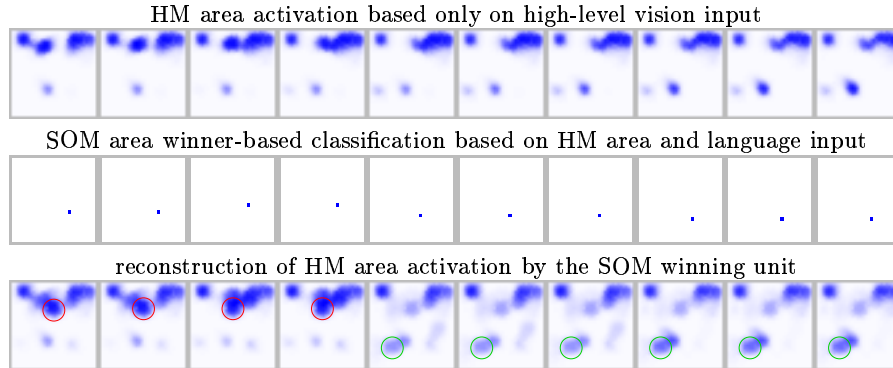 HM area activation based only on high-level vision input
SOM area winner-based classification based on HM area and language input
reconstruction of HM area activation by the SOM winning unit